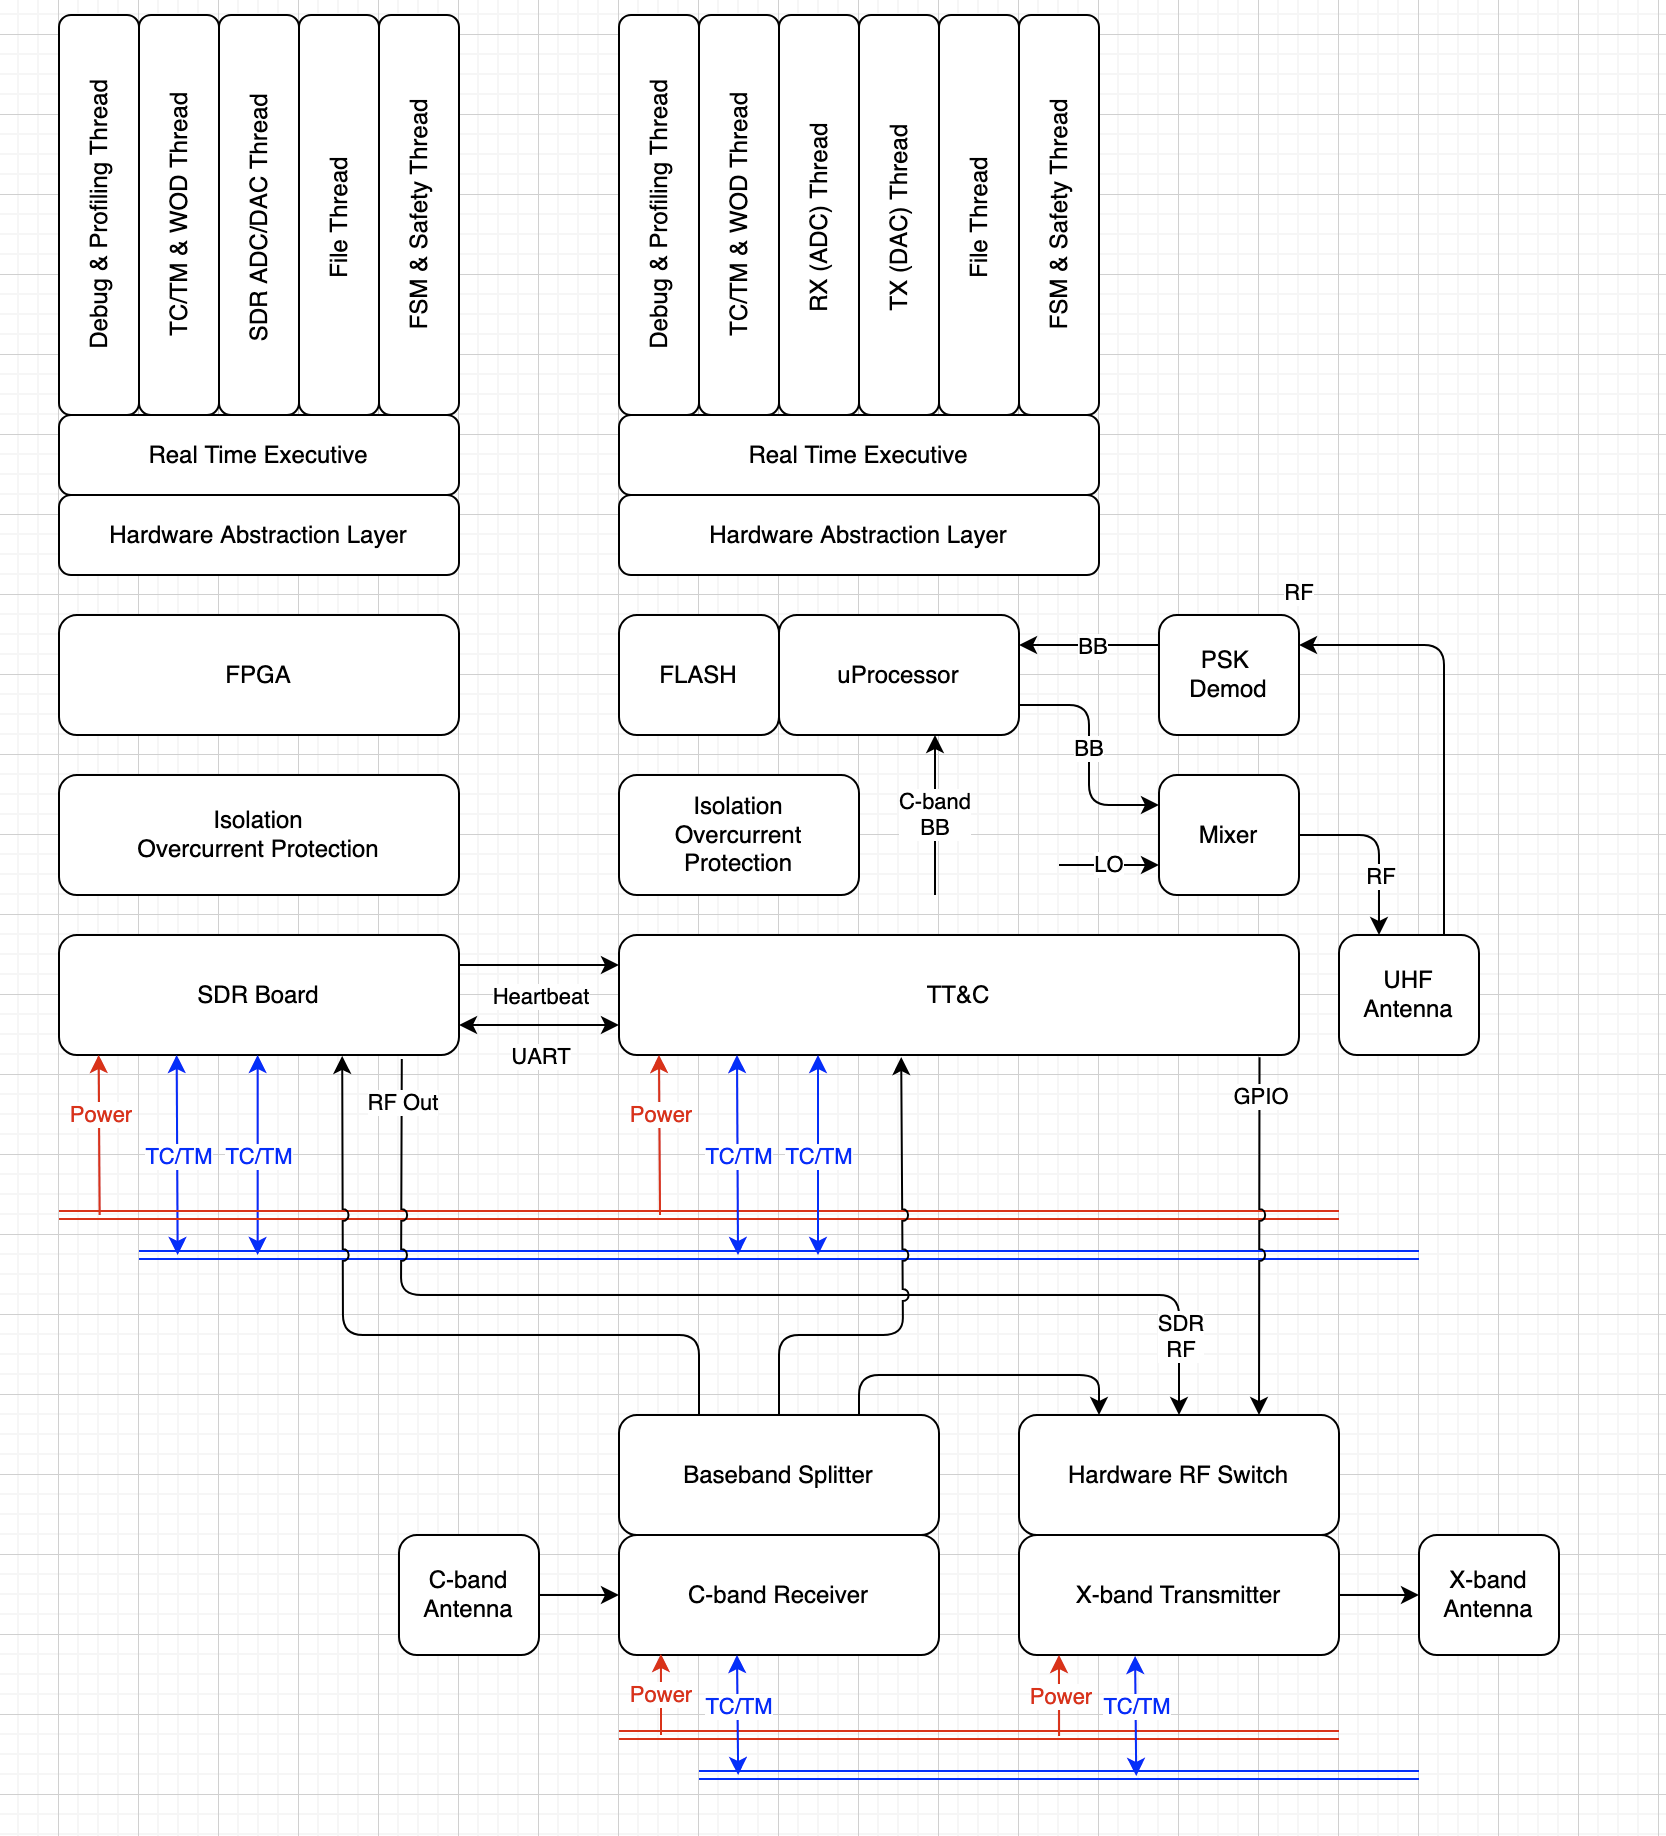 Debug & Profiling Thread
TC/TM & WOD Thread
SDR ADC/DAC Thread
File Thread
FSM & Safety Thread
Debug & Profiling Thread
TC/TM & WOD Thread
RX (ADC) Thread
TX (DAC) Thread
File Thread
FSM & Safety Thread
Real Time Executive
Real Time Executive
Hardware Abstraction Layer
Hardware Abstraction Layer
RF
FPGA
FLASH
uProcessor
BB
PSK
Demod
BB
Isolation
Overcurrent Protection
Isolation
Overcurrent
Protection
C-band
BB
LO
Mixer
RF
SDR Board
Heartbeat
UART
TT&C
UHF
Antenna
Power
TC/TM
TC/TM
RF Out
Power
TC/TM
TC/TM
GPIO
SDR
RF
Baseband Splitter
Hardware RF Switch
C-band
Antenna
C-band Receiver
X-band Transmitter
X-band
Antenna
Power
TC/TM
Power
TC/TM